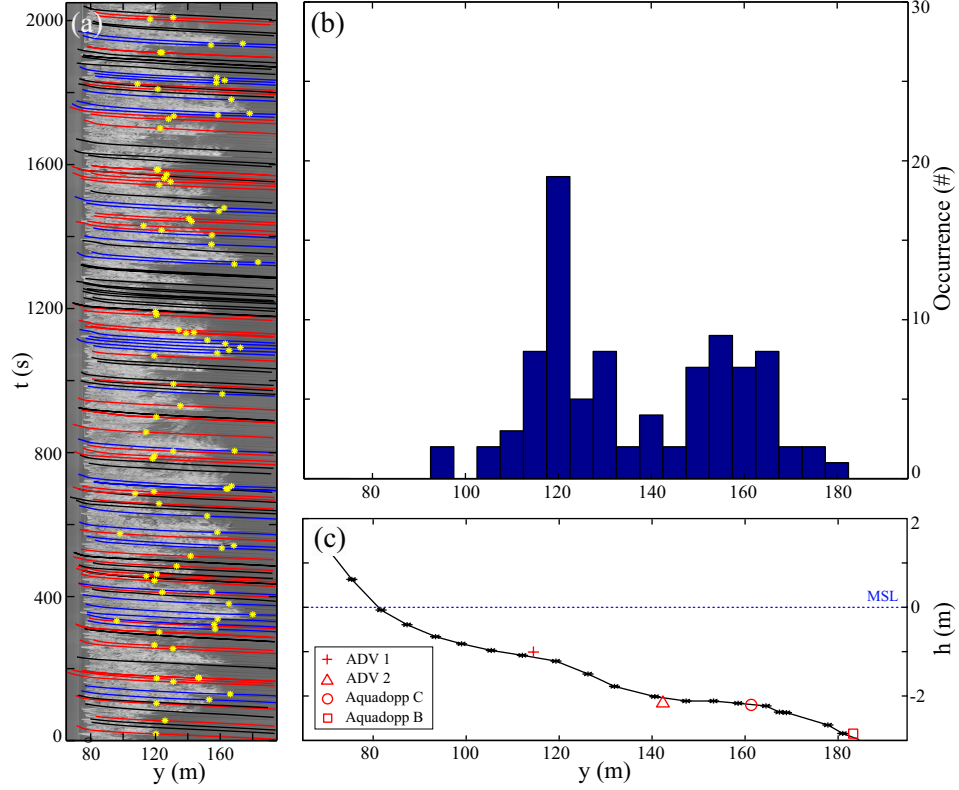 (a)
2000
1600
1200
800
400
0
t (s)
80
120
160
y (m)
(b)
30
20
10
0
Occurrence (#)
80
100
120
140
160
180
(c)
2
0
-2
h (m)
MSL
ADV 1
ADV 2
Aquadopp C
Aquadopp B
80
100
120
140
160
180
y (m)